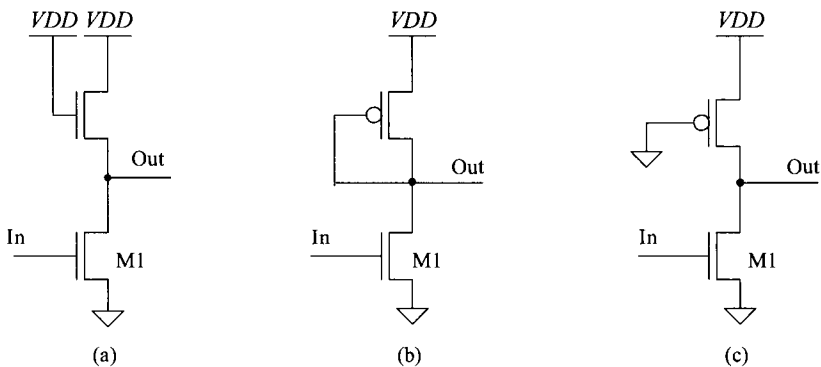 VDD VDD VDD VDD
Out Out Out
In M1 In M1 In M1
(a) (b) (c)